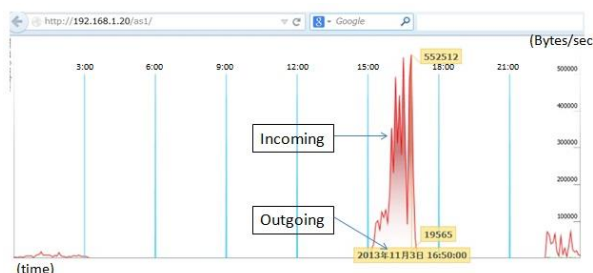 http://192.168.1.20/as1/
Google
(Bytes/sec
552512
3:00 6:00 9:00 12:00 15:00 18:00 21:00
500000
400000
Incoming
300000
200000
Outgoing
19565
100000
2013年11月3日 16:50:00
(time)